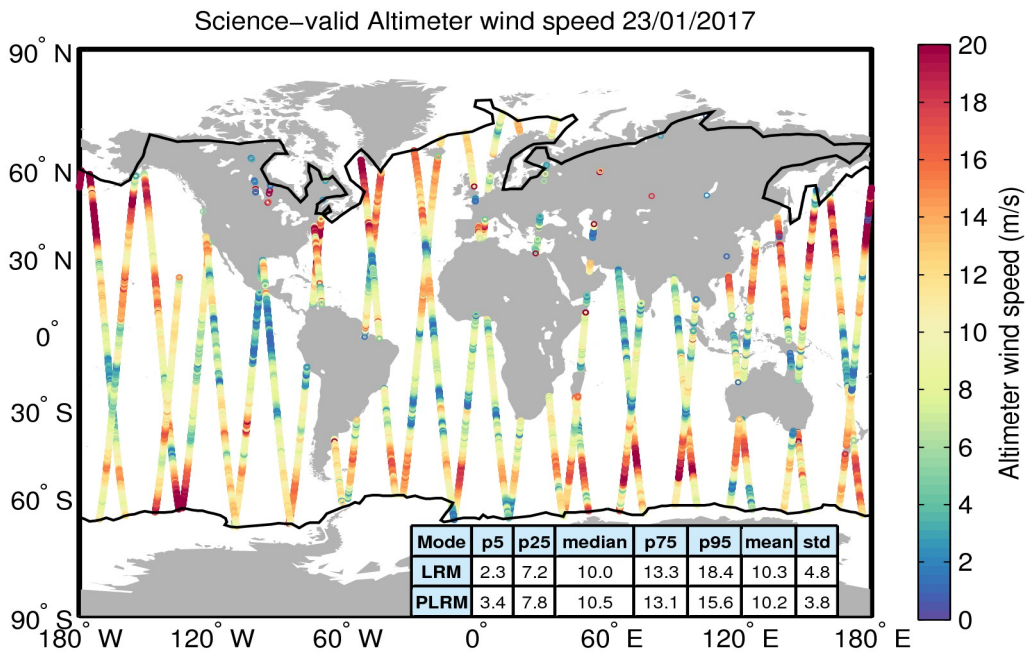 Science−valid Altimeter wind speed 23/01/2017
90° N
60° N
30° N
0°
30° S
60° S
90° S
180° W
120° W
60° W
0°
60° E
120° E
180° E
Mode p5 p25 median p75 p95 mean std
LRM 2.3 7.2 10.0 13.3 18.4 10.3 4.8
PLRM 3.4 7.8 10.5 13.1 15.6 10.2 3.8
20
18
16
14
12
10
8
6
4
2
0
Altimeter wind speed (m/s)